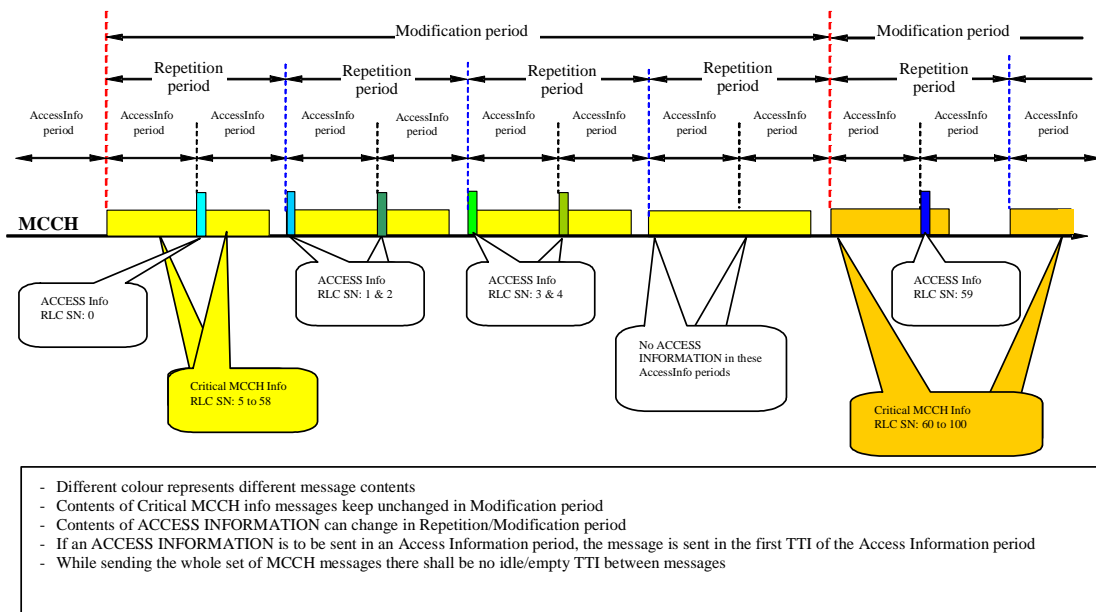 Modification period
Modification period
Repetition
period
Repetition
period
Repetition
period
Repetition
period
Repetition
period
AccessInfo
period
AccessInfo
period
AccessInfo
period
AccessInfo
period
AccessInfo
period
AccessInfo
period
AccessInfo
period
AccessInfo
period
AccessInfo
period
AccessInfo
period
AccessInfo
period
AccessInfo
period
MCCH
ACCESS Info
RLC SN: 0
ACCESS Info
RLC SN: 1 & 2
ACCESS Info
RLC SN: 3 & 4
ACCESS Info
RLC SN: 59
No ACCESS
INFORMATION in these
AccessInfo periods
Critical MCCH Info
RLC SN: 5 to 58
Critical MCCH Info
RLC SN: 60 to 100
- Different colour represents different message contents
- Contents of Critical MCCH info messages keep unchanged in Modification period
- Contents of ACCESS INFORMATION can change in Repetition/Modification period
- If an ACCESS INFORMATION is to be sent in an Access Information period, the message is sent in the first TTI of the Access Information period
- While sending the whole set of MCCH messages there shall be no idle/empty TTI between messages